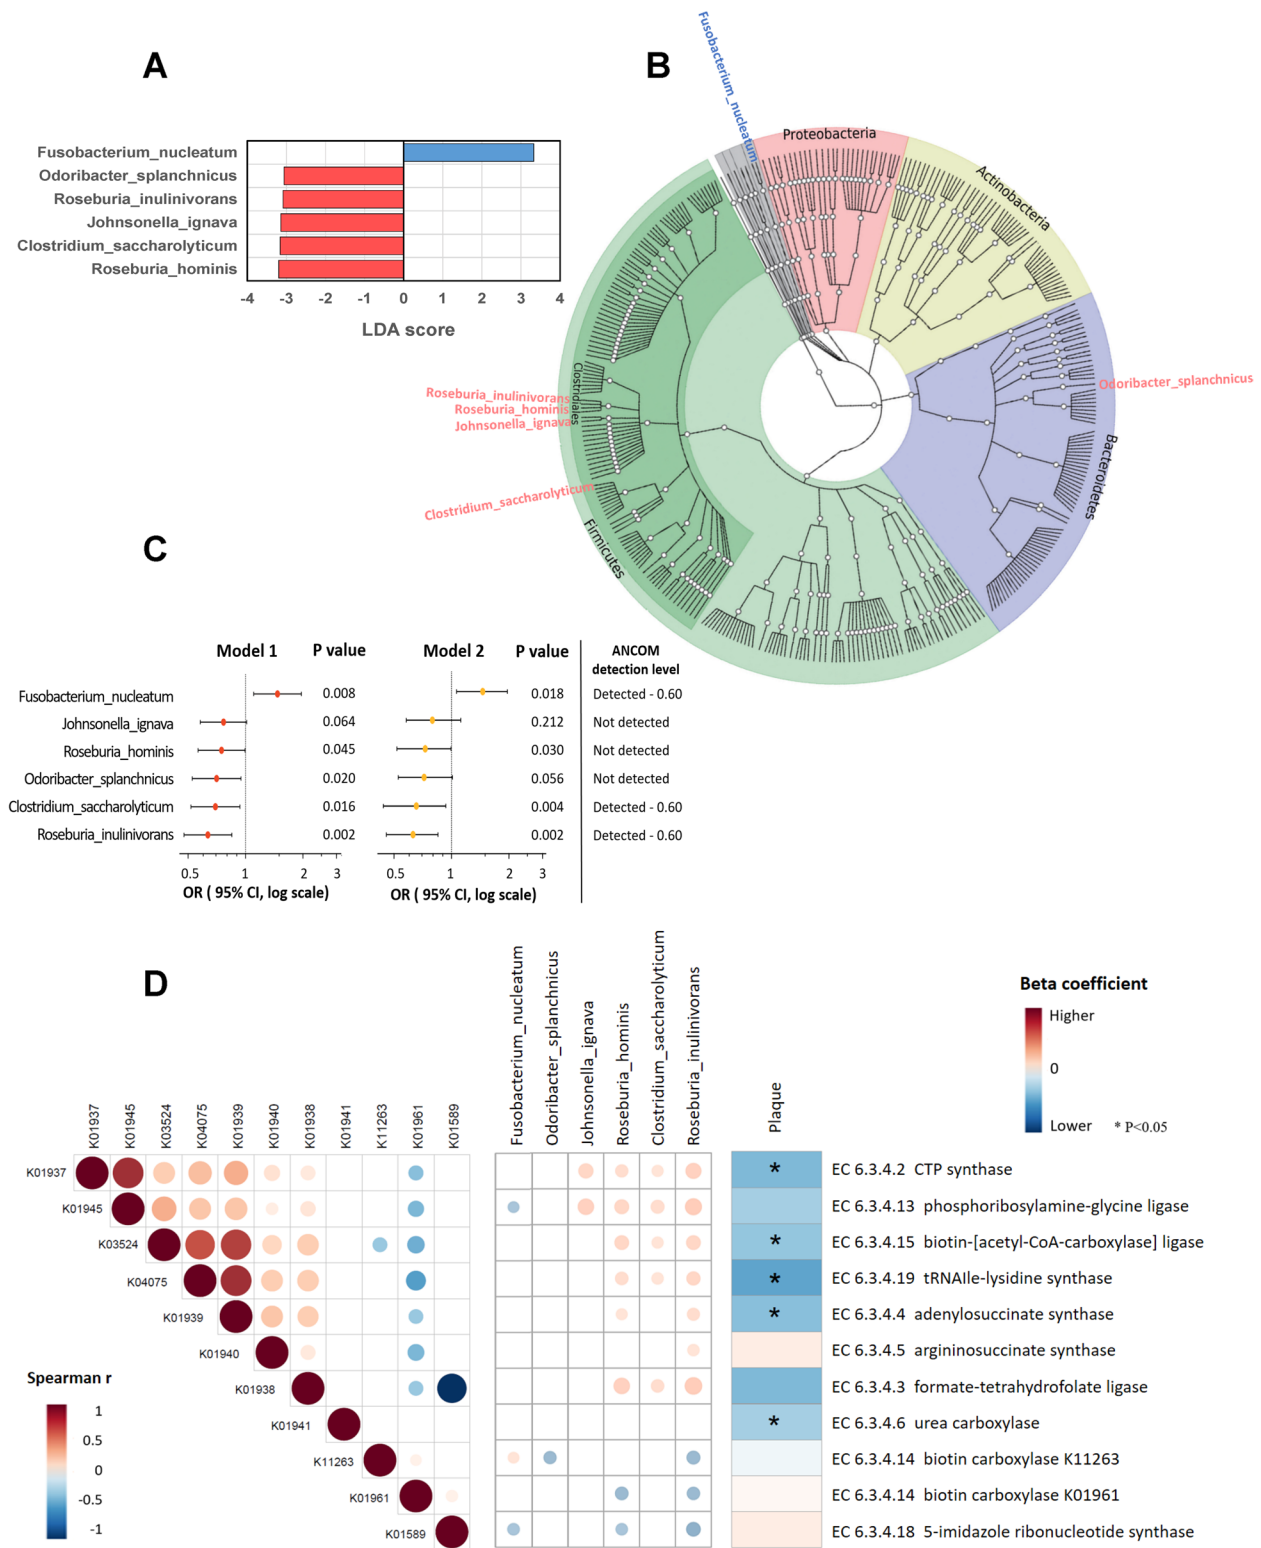 A
Fusobacterium_nucleatum
Odoribacter_splanchnicus
Roseburia_inulinivorans
Johnsonella_ignava
Clostridium_saccharolyticum
Roseburia_hominis
-4 -3 -2 -1 0 1 2 3 4
LDA score
B
Fusobacterium_nucleatum
Proteobacteria
Actinobacteria
Odoribacter_splanchnicus
Bacteroidetes
Clostridiales
Roseburia_inulinivorans
Roseburia_hominis
Johnsonella_ignava
Clostridium_saccharolyticum
Firmicutes
C
Model 1 P value Model 2 P value ANCOM
detection level
Fusobacterium_nucleatum 0.008 0.018 Detected - 0.60
Johnsonella_ignava 0.064 0.212 Not detected
Roseburia_hominis 0.045 0.030 Not detected
Odoribacter_splanchnicus 0.020 0.056 Not detected
Clostridium_saccharolyticum 0.016 0.004 Detected - 0.60
Roseburia_inulinivorans 0.002 0.002 Detected - 0.60
0.5 1 2 3 0.5 1 2 3
OR ( 95% CI, log scale) OR ( 95% CI, log scale)
D
K01937
K01945
K03524
K04075
K01939
K01940
K01938
K01941
K11263
K01961
K01589
Fusobacterium_nucleatum
Odoribacter_splanchnicus
Johnsonella_ignava
Roseburia_hominis
Clostridium_saccharolyticum
Roseburia_inulinivorans
Plaque
Beta coefficient
Higher
0
Lower * P<0.05
K01937 * EC 6.3.4.2 CTP synthase
K01945 EC 6.3.4.13 phosphoribosylamine-glycine ligase
K03524 * EC 6.3.4.15 biotin-[acetyl-CoA-carboxylase] ligase
K04075 * EC 6.3.4.19 tRNAIle-lysidine synthase
K01939 * EC 6.3.4.4 adenylosuccinate synthase
K01940 EC 6.3.4.5 argininosuccinate synthase
K01938 EC 6.3.4.3 formate-tetrahydrofolate ligase
K01941 * EC 6.3.4.6 urea carboxylase
K11263 EC 6.3.4.14 biotin carboxylase K11263
K01961 EC 6.3.4.14 biotin carboxylase K01961
K01589 EC 6.3.4.18 5-imidazole ribonucleotide synthase
Spearman r
1
0.5
0
-0.5
-1